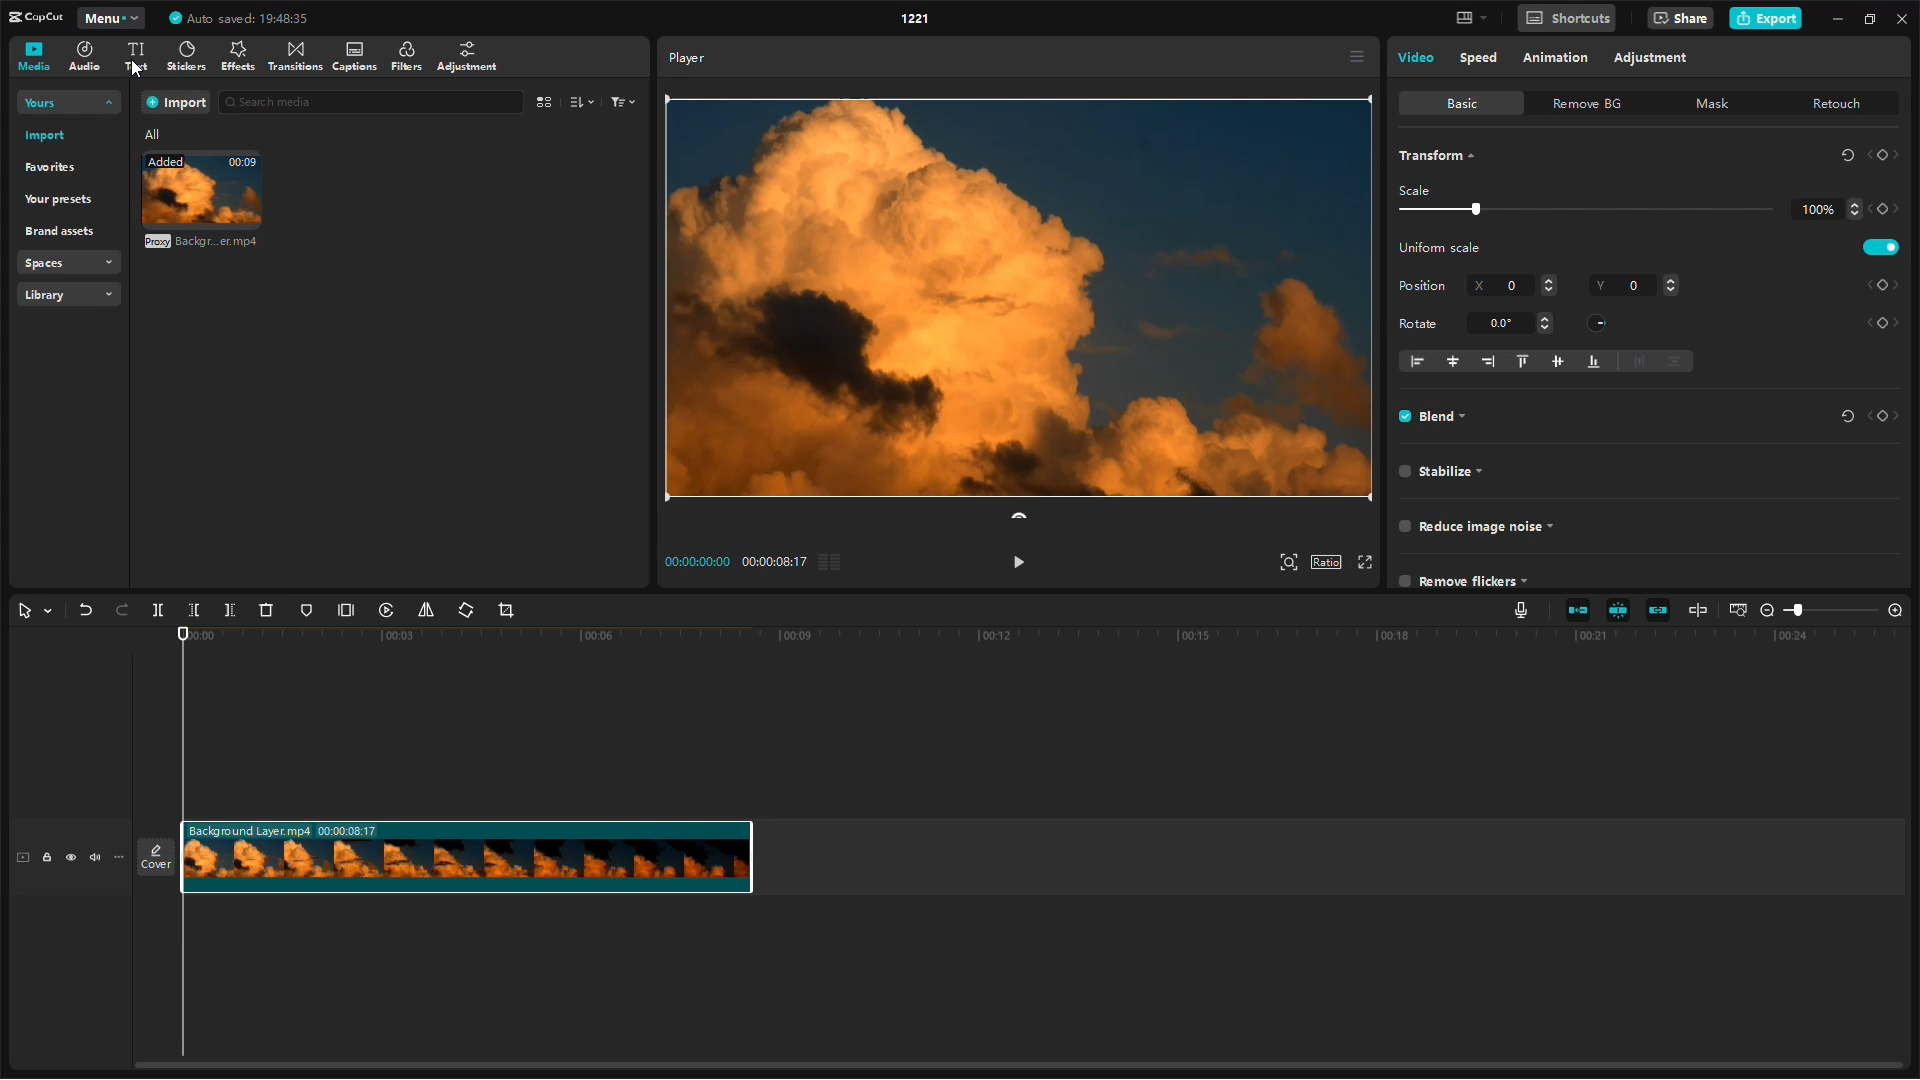 CapCut Menu Auto saved: 19:48:35 1221 Shortcuts Share Export
Media Audio Text Stickers Effects Transitions Captions Filters Adjustment
Yours
Import
Favorites
Your presets
Brand assets
Spaces
Library
Import Search media
All
Added 00:09
Proxy Backgr...er.mp4
Player
00:00:00:00 00:00:08:17 Ratio
Video Speed Animation Adjustment
Basic Remove BG Mask Retouch
Transform
Scale
100%
Uniform scale
Position X 0 Y 0
Rotate 0.0°
Blend
Stabilize
Reduce image noise
Remove flickers
00:00 00:03 00:06 00:09 00:12 00:15 00:18 00:21 00:24
Background Layer.mp4 00:00:08:17
Cover